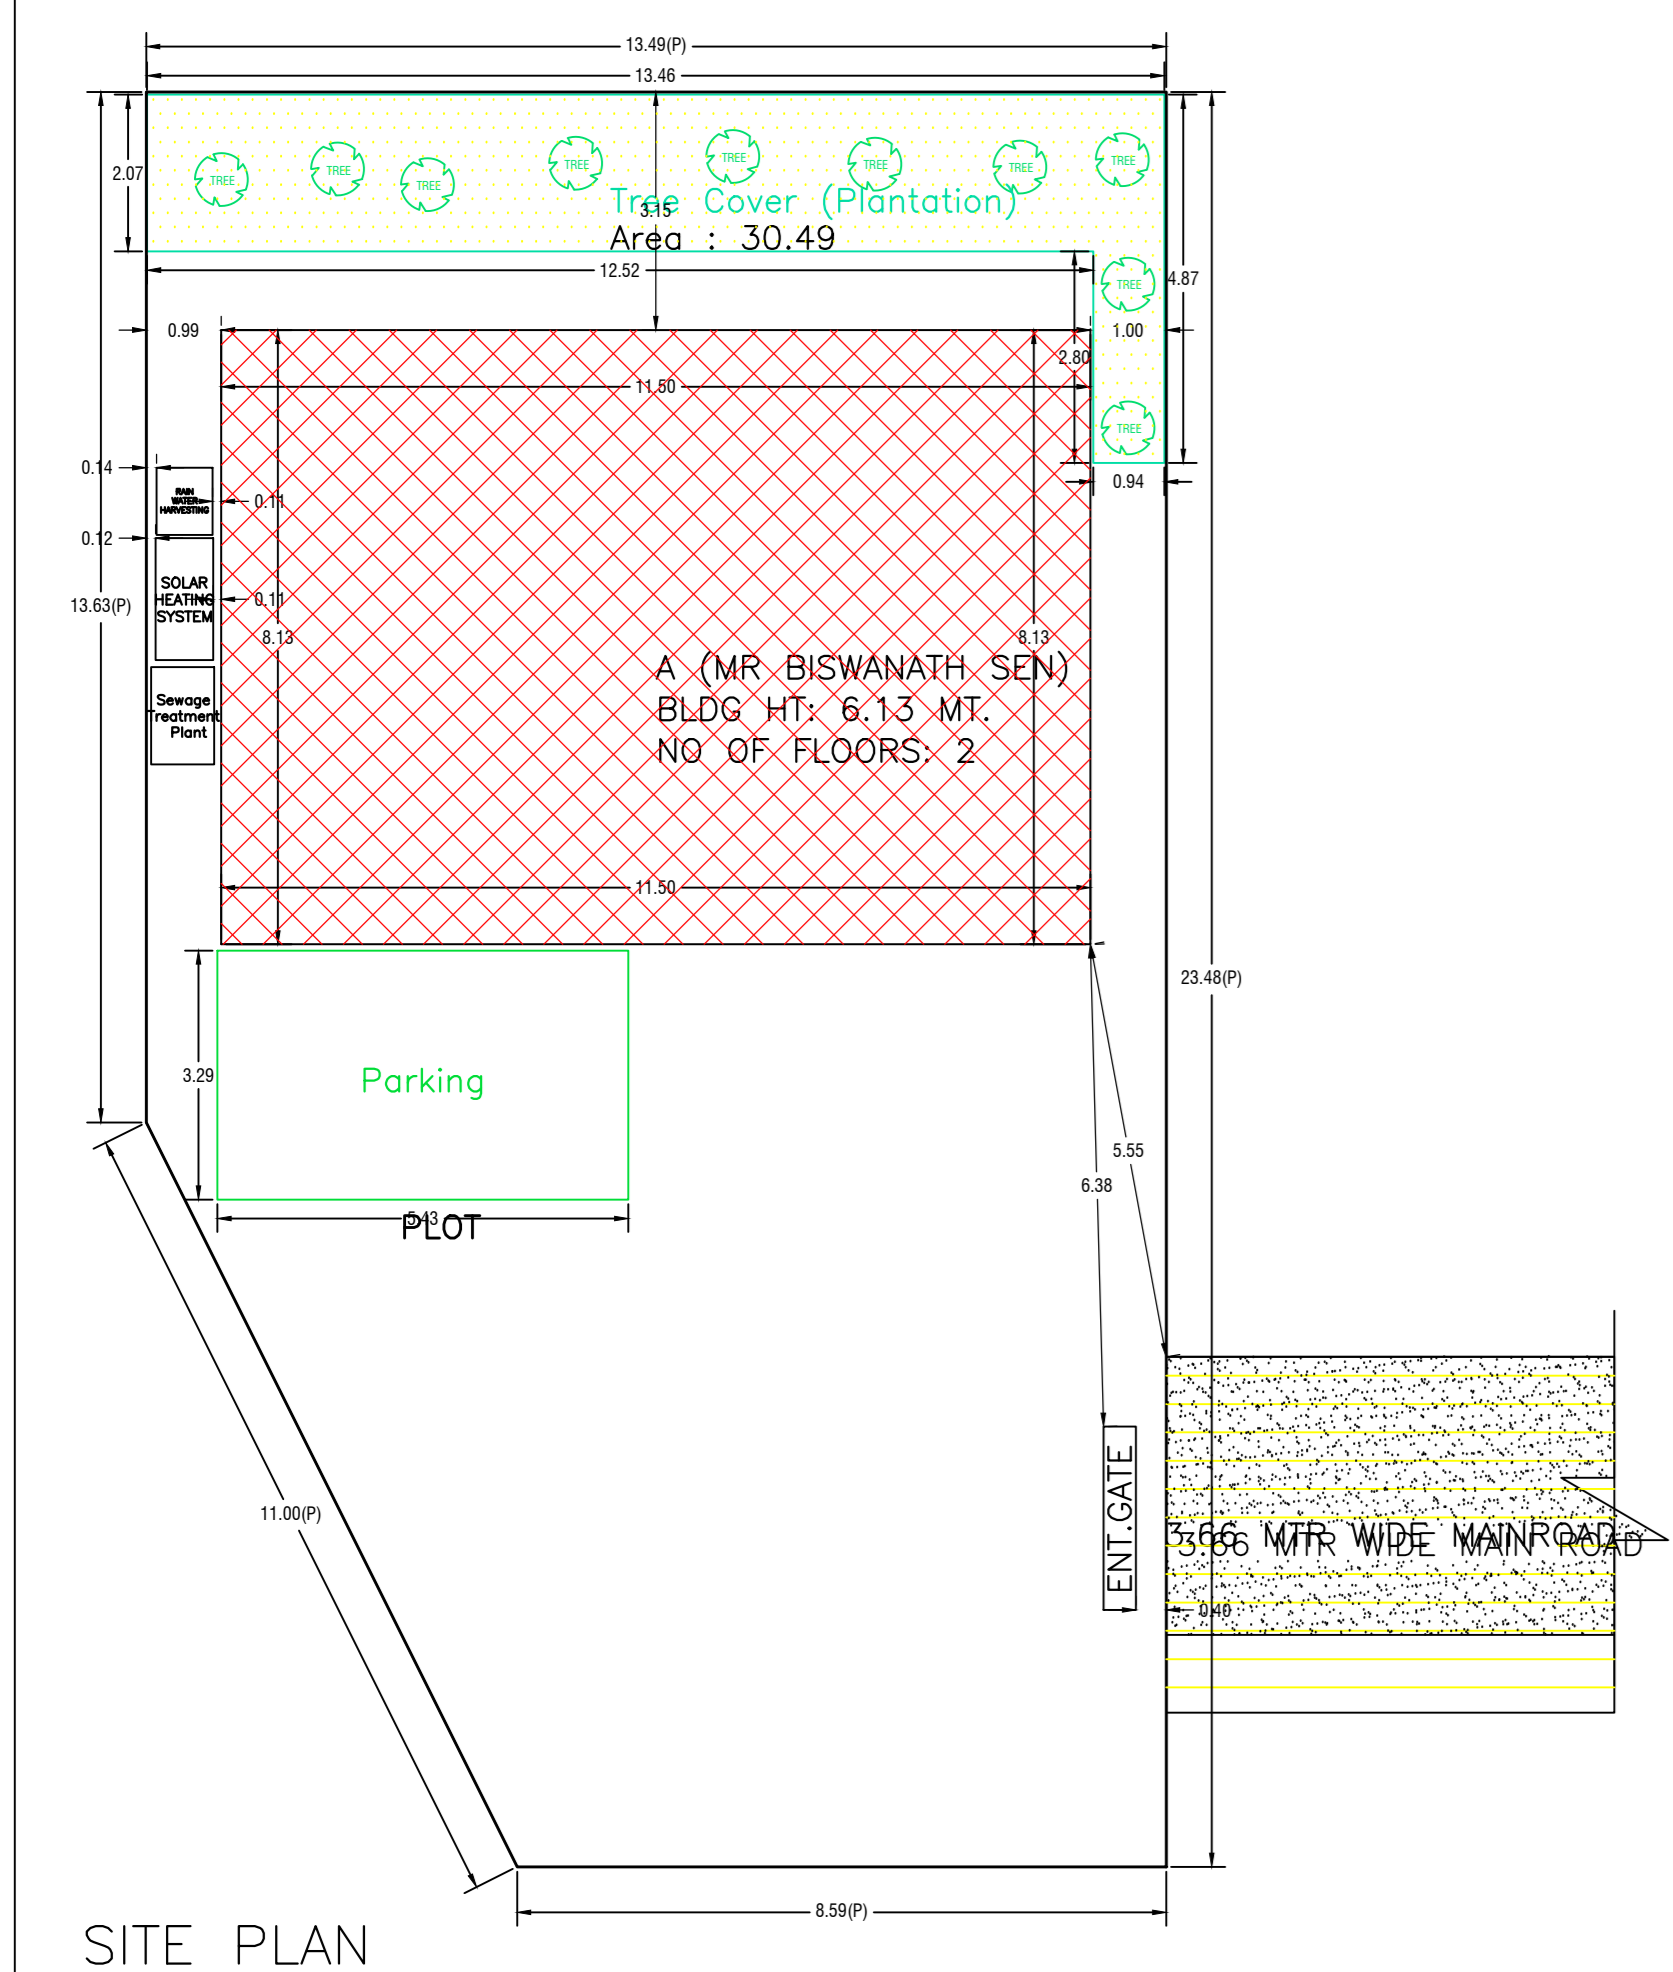 13.49(P)
13.46
2.07
TREE
TREE
TREE
TREE
TREE
TREE
TREE
TREE
Tree Cover (Plantation)
3.15
Area : 30.49
12.52
TREE
4.87
0.99
1.00
2.80
11.50
TREE
0.14
0.94
RAIN
WATER
HARVESTING
0.11
0.12
SOLAR
HEATING
SYSTEM
0.11
13.63(P)
8.13
8.13
A (MR BISWANATH SEN)
BLDG HT: 6.13 MT.
NO OF FLOORS: 2
Sewage
Treatment
Plant
11.50
23.48(P)
3.29
Parking
5.55
6.38
5.43
PLOT
11.00(P)
ENT.GATE
3.66 MTR WIDE MAINROAD
3.66 MTR WIDE MAIN ROAD
0.40
8.59(P)
SITE PLAN